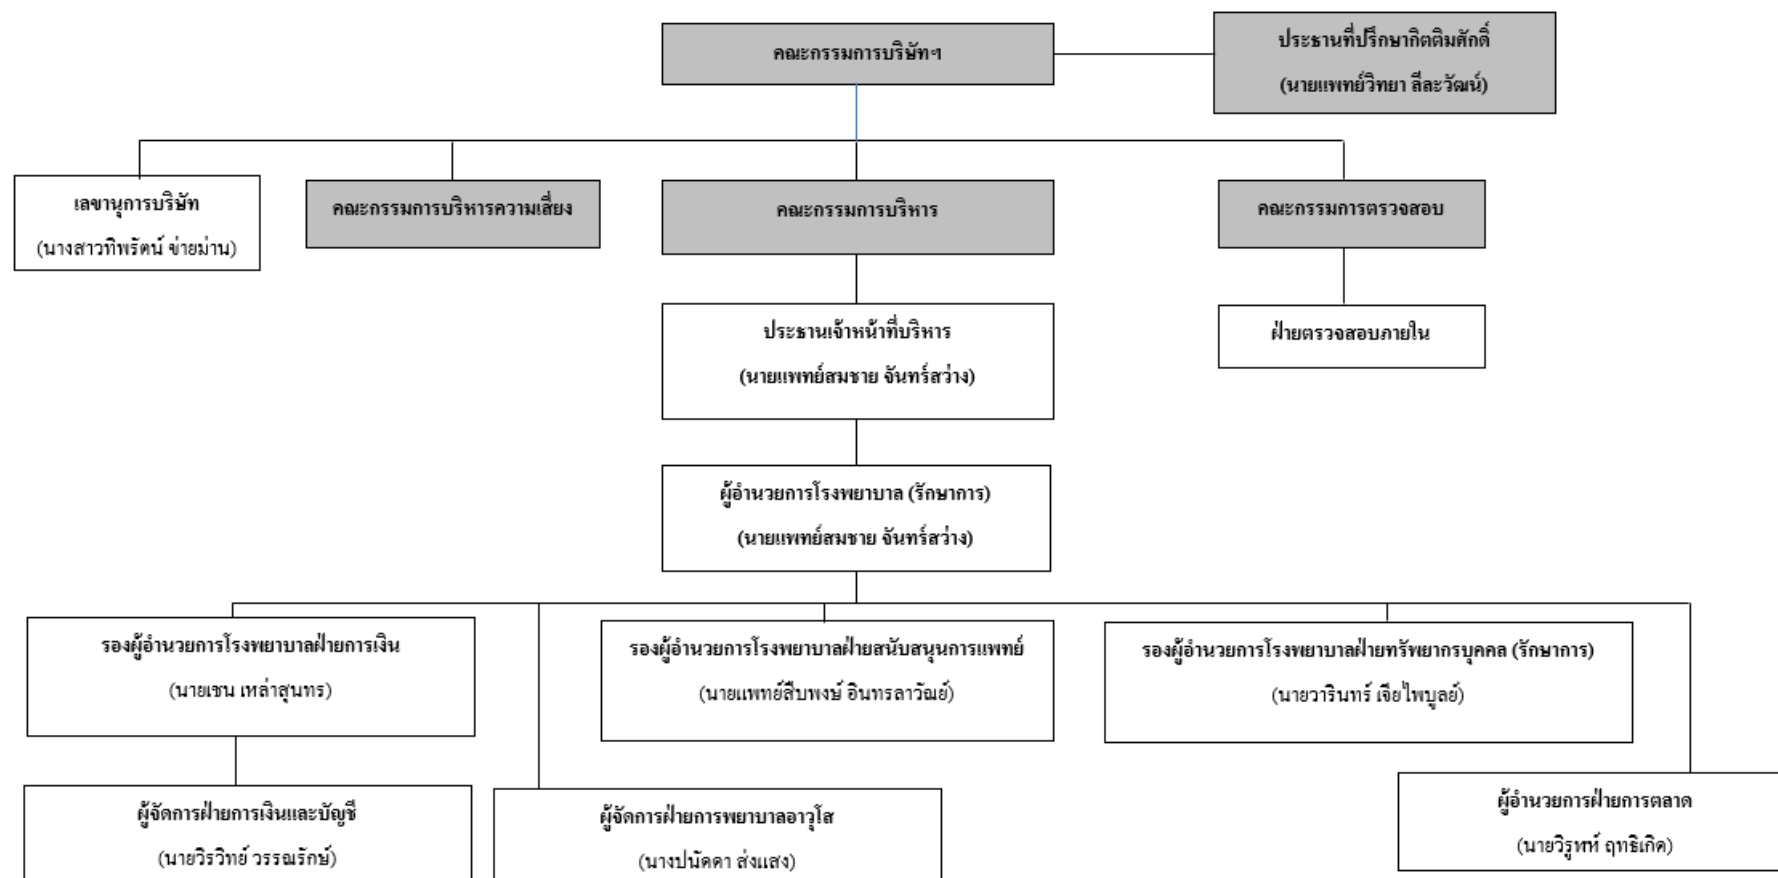 คณะกรรมการบริษัทฯ
ประธานที่ปรึกษากิตติมศักดิ์
(นายแพทย์วิทยา ลีละวัฒน์)
เลขานุการบริษัท
(นางสาวทิพรัตน์ ข่ายม่าน)
คณะกรรมการบริหารความเสี่ยง
คณะกรรมการบริหาร
คณะกรรมการตรวจสอบ
ประธานเจ้าหน้าที่บริหาร
(นายแพทย์สมชาย จันทร์สว่าง)
ฝ่ายตรวจสอบภายใน
ผู้อำนวยการโรงพยาบาล (รักษาการ)
(นายแพทย์สมชาย จันทร์สว่าง)
รองผู้อำนวยการโรงพยาบาลฝ่ายการเงิน
(นายเชน เหล่าสุนทร)
รองผู้อำนวยการโรงพยาบาลฝ่ายสนับสนุนการแพทย์
(นายแพทย์สืบพงษ์ อินทรลาวัณย์)
รองผู้อำนวยการโรงพยาบาลฝ่ายทรัพยากรบุคคล (รักษาการ)
(นายวารินทร์ เจียไพบูลย์)
ผู้จัดการฝ่ายการเงินและบัญชี
(นายวิรวิทย์ วรรณรักษ์)
ผู้จัดการฝ่ายการพยาบาลอาวุโส
(นางปนัดดา ส่งแสง)
ผู้อำนวยการฝ่ายการตลาด
(นายวิรูฬห์ ฤทธิเกิด)